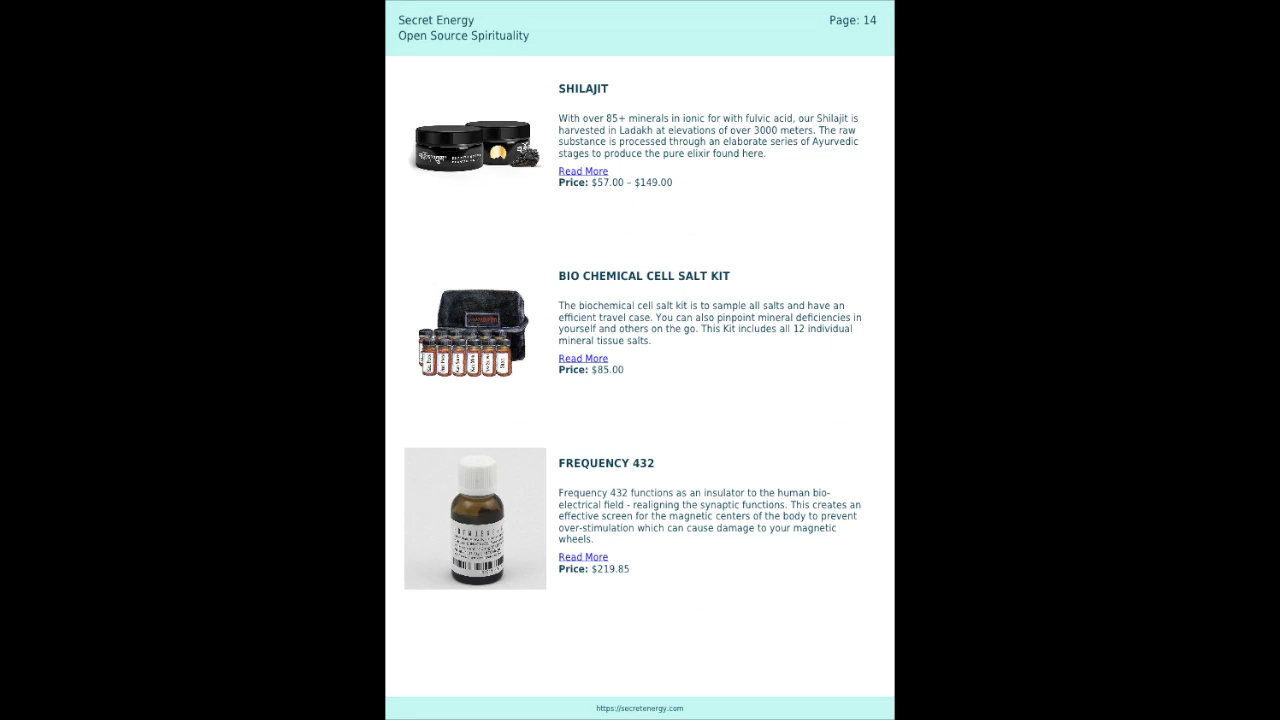 Secret Energy
Open Source Spirituality
Page: 14
SHILAJIT
With over 85+ minerals in ionic for with fulvic acid, our Shilajit is
harvested in Ladakh at elevations of over 3000 meters. The raw
substance is processed through an elaborate series of Ayurvedic
stages to produce the pure elixir found here.
Read More
Price: $57.00 – $149.00
BIO CHEMICAL CELL SALT KIT
The biochemical cell salt kit is to sample all salts and have an
efficient travel case. You can also pinpoint mineral deficiencies in
yourself and others on the go. This Kit includes all 12 individual
mineral tissue salts.
Read More
Price: $85.00
FREQUENCY 432
Frequency 432 functions as an insulator to the human bio-
electrical field - realigning the synaptic functions. This creates an
effective screen for the magnetic centers of the body to prevent
over-stimulation which can cause damage to your magnetic
wheels.
Read More
Price: $219.85
https://secretenergy.com